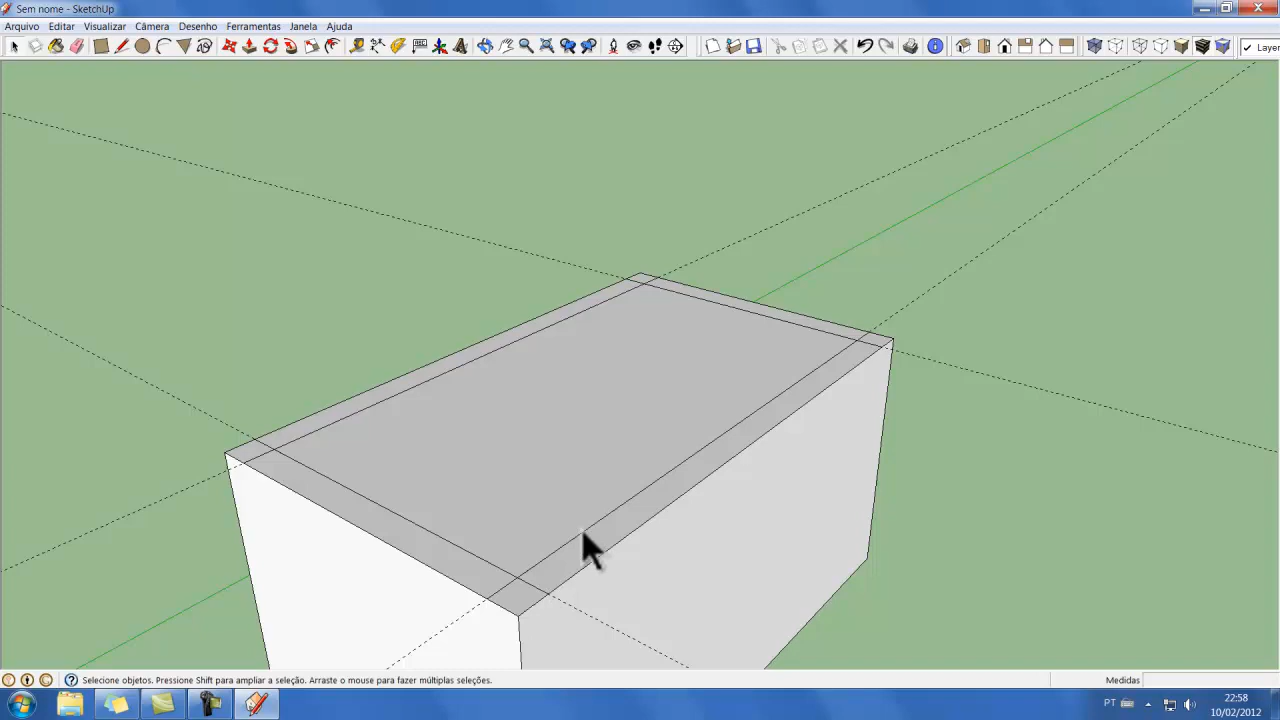 Sem nome - SketchUp
Arquivo Editar Visualizar Câmera Desenho Ferramentas Janela Ajuda
Layer
Selecione objetos. Pressione Shift para ampliar a seleção. Arraste o mouse para fazer múltiplas seleções.
Medidas
PT
22:58
10/02/2012